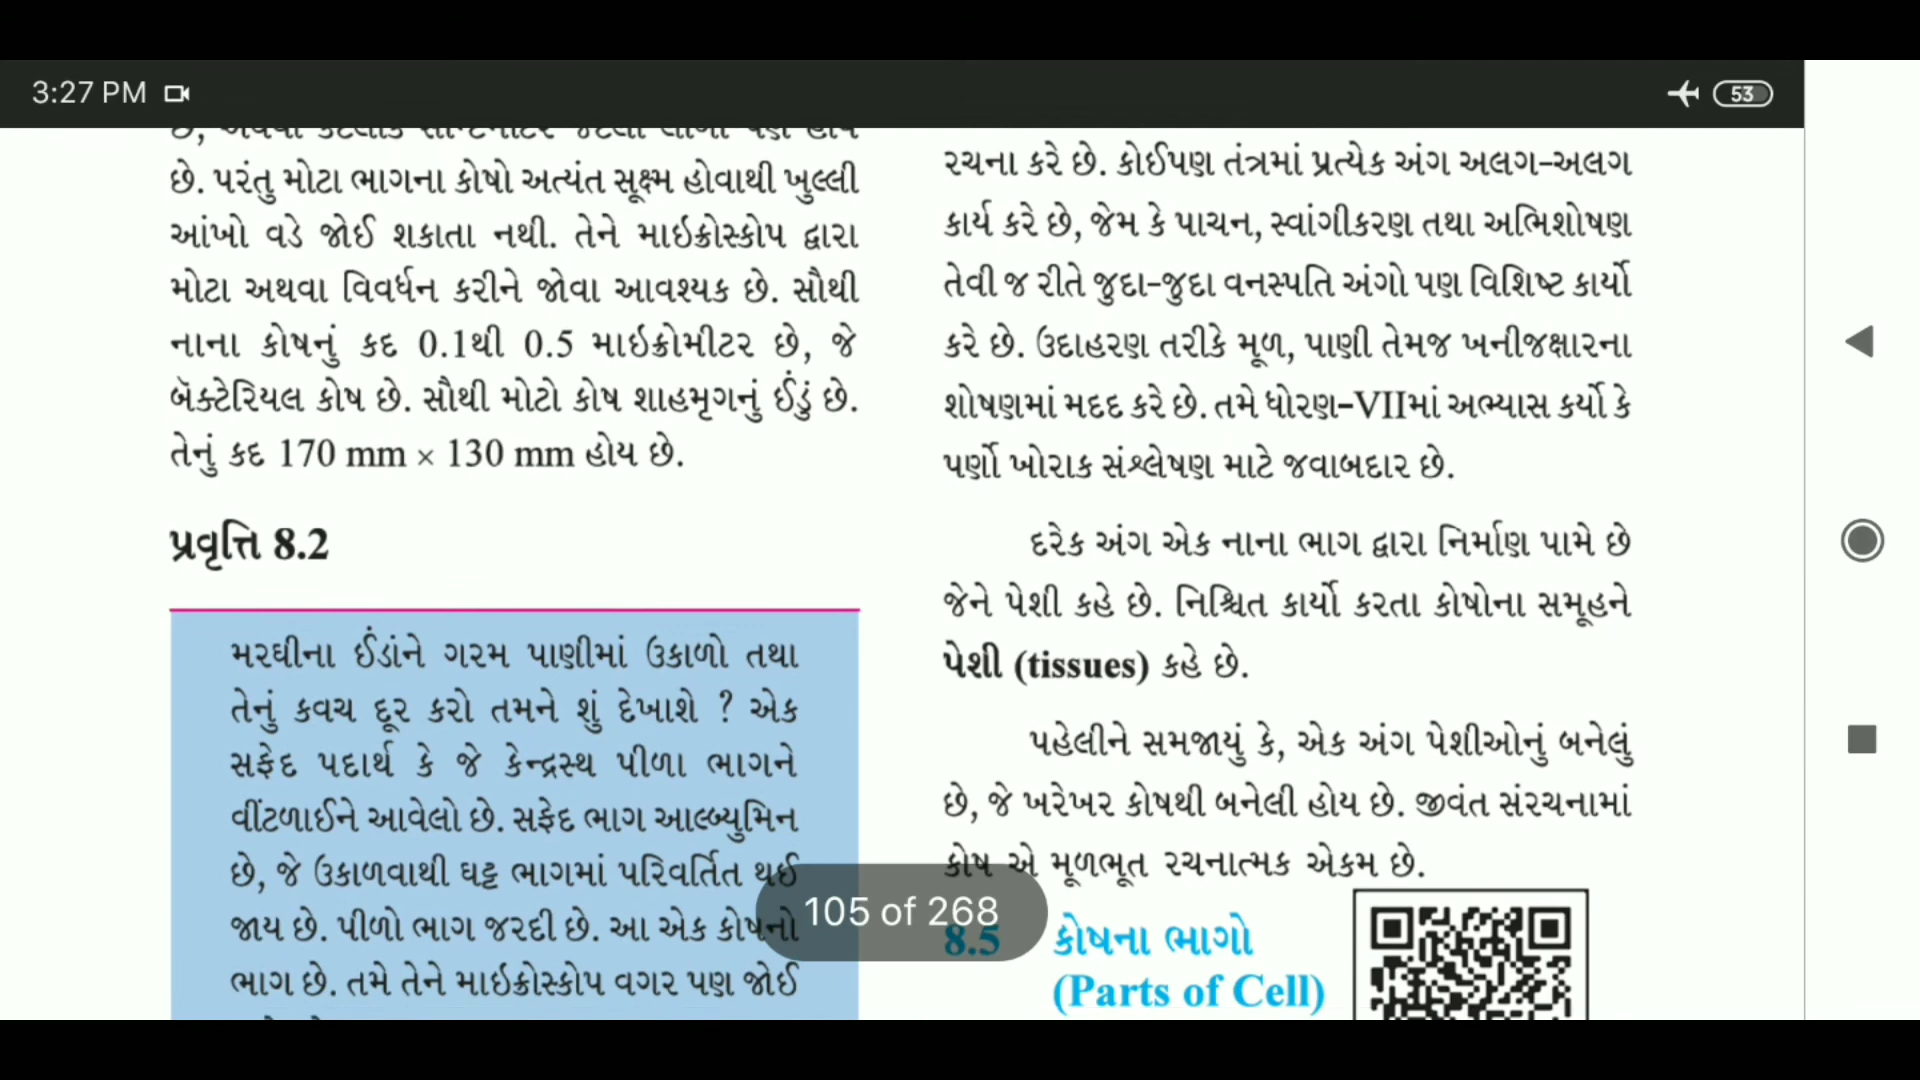 3:27 PM
53
છે. પરંતુ મોટા ભાગના કોષો અત્યંત સૂક્ષ્મ હોવાથી ખુલ્લી
આંખો વડે જોઈ શકાતા નથી. તેને માઇક્રોસ્કોપ દ્વારા
મોટા અથવા વિવર્ધન કરીને જોવા આવશ્યક છે. સૌથી
નાના કોષનું કદ 0.1થી 0.5 માઇક્રોમીટર છે, જે
બૅક્ટેરિયલ કોષ છે. સૌથી મોટો કોષ શાહમૃગનું ઈંડું છે.
તેનું કદ 170 mm × 130 mm હોય છે.
પ્રવૃત્તિ 8.2
મરઘીના ઈંડાંને ગરમ પાણીમાં ઉકાળો તથા
તેનું કવચ દૂર કરો તમને શું દેખાશે ? એક
સફેદ પદાર્થ કે જે કેન્દ્રસ્થ પીળા ભાગને
વીંટળાઈને આવેલો છે. સફેદ ભાગ આલ્બ્યુમિન
છે, જે ઉકાળવાથી ઘટ્ટ ભાગમાં પરિવર્તિત થઈ
જાય છે. પીળો ભાગ જરદી છે. આ એક કોષનો
ભાગ છે. તમે તેને માઇક્રોસ્કોપ વગર પણ જોઈ
રચના કરે છે. કોઈપણ તંત્રમાં પ્રત્યેક અંગ અલગ-અલગ
કાર્ય કરે છે, જેમ કે પાચન, સ્વાંગીકરણ તથા અભિશોષણ
તેવી જ રીતે જુદા-જુદા વનસ્પતિ અંગો પણ વિશિષ્ટ કાર્યો
કરે છે. ઉદાહરણ તરીકે મૂળ, પાણી તેમજ ખનીજક્ષારના
શોષણમાં મદદ કરે છે. તમે ધોરણ-VIIમાં અભ્યાસ કર્યો કે
પર્ણો ખોરાક સંશ્લેષણ માટે જવાબદાર છે.
દરેક અંગ એક નાના ભાગ દ્વારા નિર્માણ પામે છે
જેને પેશી કહે છે. નિશ્ચિત કાર્યો કરતા કોષોના સમૂહને
પેશી (tissues) કહે છે.
પહેલીને સમજાયું કે, એક અંગ પેશીઓનું બનેલું
છે, જે ખરેખર કોષથી બનેલી હોય છે. જીવંત સંરચનામાં
કોષ એ મૂળભૂત રચનાત્મક એકમ છે.
105 of 268
8.5 કોષના ભાગો
(Parts of Cell)